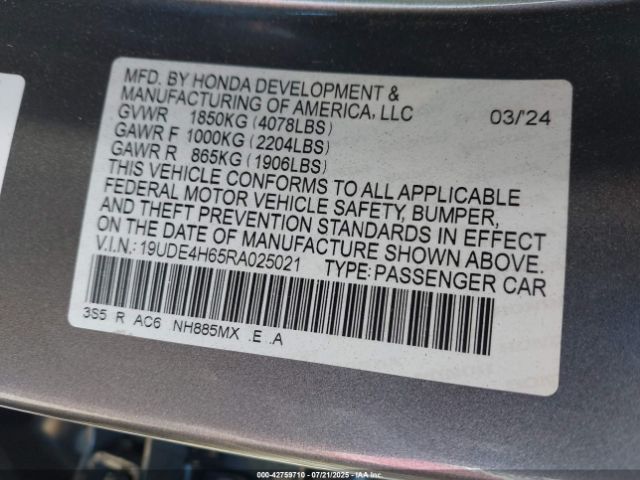 MFD. BY HONDA DEVELOPMENT &
MANUFACTURING OF AMERICA, LLC 03/'24
GVWR 1850KG (4078LBS)
GAWR F 1000KG (2204LBS)
GAWR R 865KG (1906LBS)
THIS VEHICLE CONFORMS TO ALL APPLICABLE
FEDERAL MOTOR VEHICLE SAFETY, BUMPER,
AND THEFT PREVENTION STANDARDS IN EFFECT
ON THE DATE OF MANUFACTURE SHOWN ABOVE.
V.I.N.: 19UDE4H65RA025021 TYPE: PASSENGER CAR
3S5 R AC6 NH885MX .E .A
000-42759710 - 07/21/2025 - IAA Inc.